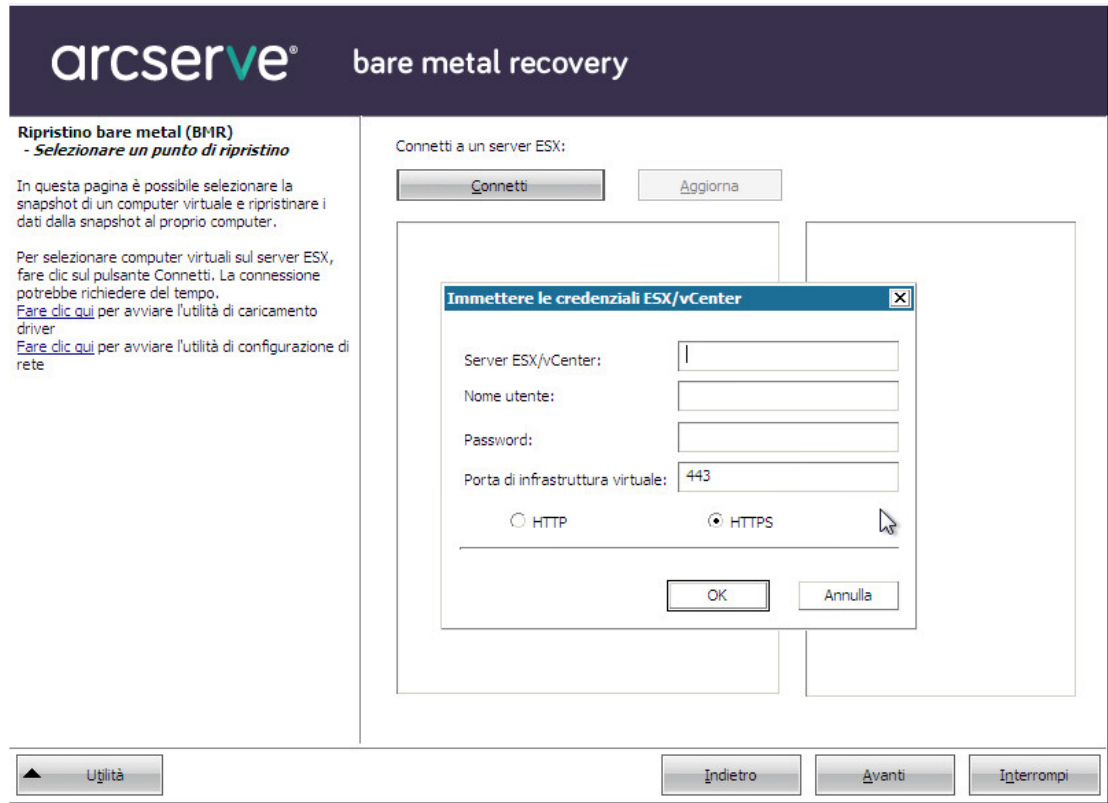 arcserve® bare metal recovery
Ripristino bare metal (BMR)
- Selezionare un punto di ripristino
In questa pagina è possibile selezionare la
snapshot di un computer virtuale e ripristinare i
dati dalla snapshot al proprio computer.
Per selezionare computer virtuali sul server ESX,
fare clic sul pulsante Connetti. La connessione
potrebbe richiedere del tempo.
Fare clic qui per avviare l'utilità di caricamento
driver
Fare clic qui per avviare l'utilità di configurazione di
rete
Connetti a un server ESX:
Connetti
Aggiorna
Immettere le credenziali ESX/vCenter
Server ESX/vCenter:
Nome utente:
Password:
Porta di infrastruttura virtuale: 443
HTTP
HTTPS
OK
Annulla
Utilità
Indietro
Avanti
Interrompi